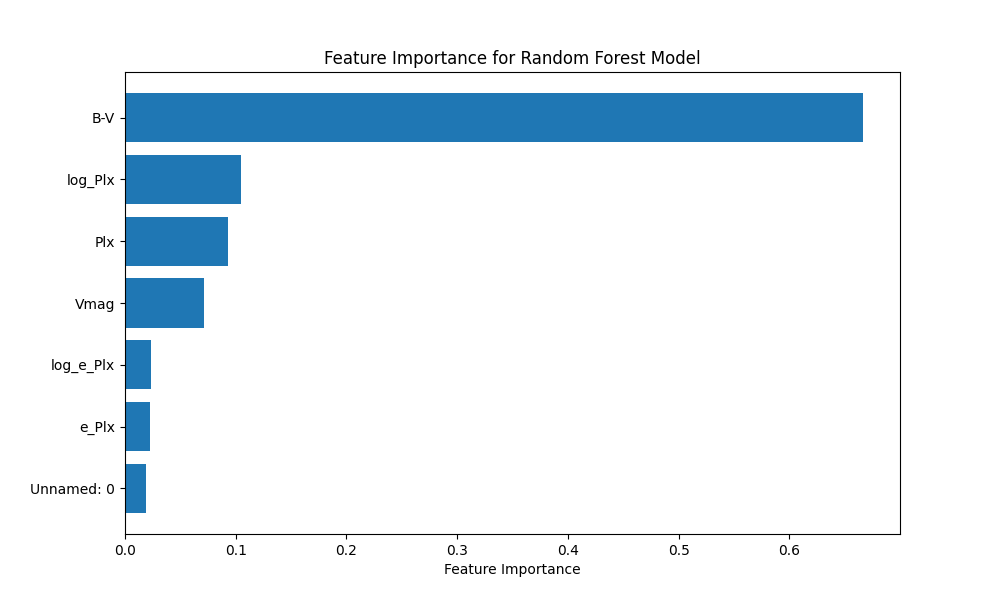 Feature Importance for Random Forest Model
B-V
log_Plx
Plx
Vmag
log_e_Plx
e_Plx
Unnamed: 0
0.0 0.1 0.2 0.3 0.4 0.5 0.6
Feature Importance